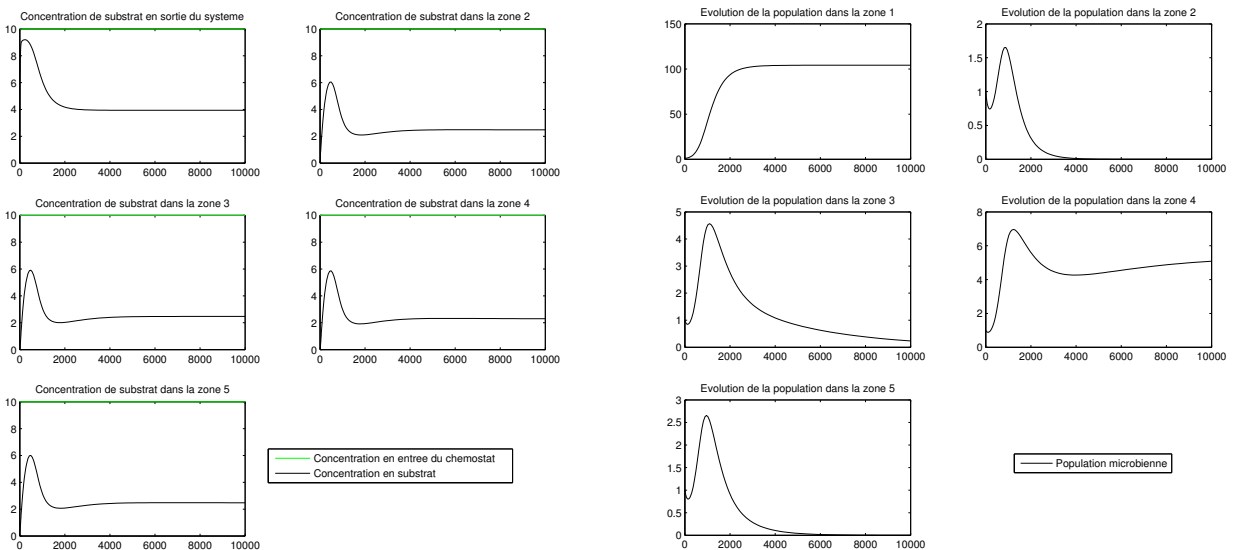 Concentration de substrat en sortie du systeme
10
8
6
4
2
0
0 2000 4000 6000 8000 10000
Concentration de substrat dans la zone 2
10
8
6
4
2
0
0 2000 4000 6000 8000 10000
Evolution de la population dans la zone 1
150
100
50
0
0 2000 4000 6000 8000 10000
Evolution de la population dans la zone 2
2
1.5
1
0.5
0
0 2000 4000 6000 8000 10000
Concentration de substrat dans la zone 3
10
8
6
4
2
0
0 2000 4000 6000 8000 10000
Concentration de substrat dans la zone 4
10
8
6
4
2
0
0 2000 4000 6000 8000 10000
Evolution de la population dans la zone 3
5
4
3
2
1
0
0 2000 4000 6000 8000 10000
Evolution de la population dans la zone 4
8
6
4
2
0
0 2000 4000 6000 8000 10000
Concentration de substrat dans la zone 5
10
8
6
4
2
0
0 2000 4000 6000 8000 10000
Concentration en entree du chemostat
Concentration en substrat
Evolution de la population dans la zone 5
3
2.5
2
1.5
1
0.5
0
0 2000 4000 6000 8000 10000
Population microbienne